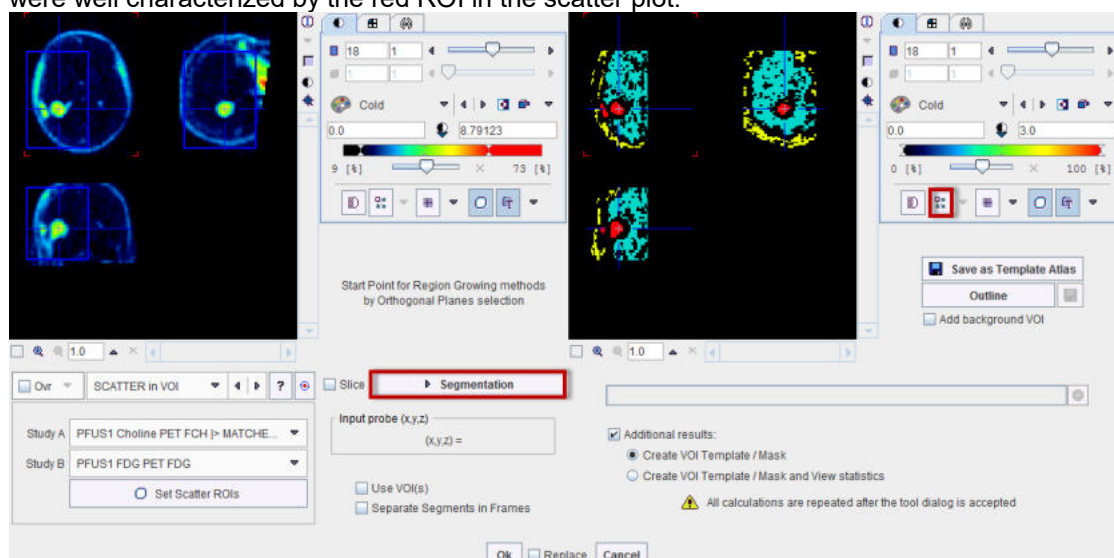 were well characterized by the red ROI in the scatter plot.
18 1
1 1
Cold
0.0 8.79123
9 [%] 73 [%]
Start Point for Region Growing methods
by Orthogonal Planes selection
18 1
1 1
Cold
0.0 3.0
0 [%] 100 [%]
Save as Template Atlas
Outline
Add background VOI
1.0
1.0
Ovr SCATTER in VOI ?
Slice Segmentation
Study A PFUS1 Choline PET FCH |> MATCHE...
Study B PFUS1 FDG PET FDG
Set Scatter ROIs
Input probe (x,y,z)
(x,y,z) =
Use VOI(s)
Separate Segments in Frames
Additional results:
Create VOI Template / Mask
Create VOI Template / Mask and View statistics
All calculations are repeated after the tool dialog is accepted
Ok Replace Cancel